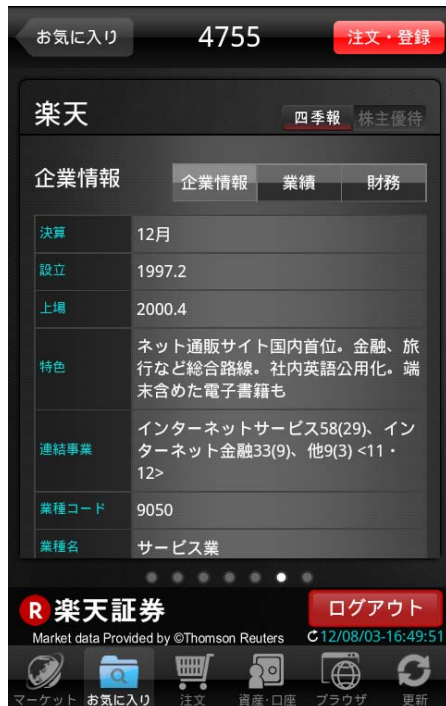 お気に入り
4755
注文・登録
楽天
四季報
株主優待
企業情報
企業情報
業績
財務
決算
12月
設立
1997.2
上場
2000.4
特色
ネット通販サイト国内首位。金融、旅
行など総合路線。社内英語公用化。端
末含めた電子書籍も
連結事業
インターネットサービス58(29)、イン
ターネット金融33(9)、他9(3) <11・
12>
業種コード
9050
業種名
サービス業
R 楽天証券
ログアウト
Market data Provided by ©Thomson Reuters
12/08/03-16:49:51
マーケット
お気に入り
注文
資産·口座
ブラウザ
更新